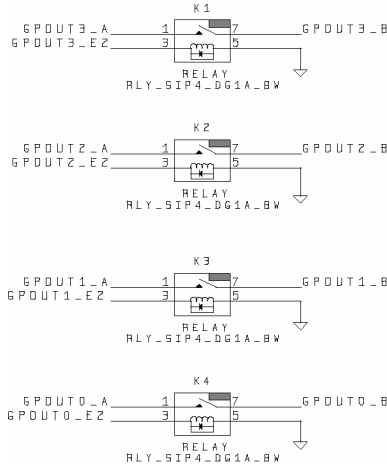 K1
GPOUT3_A 1 7 GPOUT3_B
GPOUT3_E2 3 5
RELAY
RLY_SIP4_DG1A_8W
K2
GPOUT2_A 1 7 GPOUT2_B
GPOUT2_E2 3 5
RELAY
RLY_SIP4_DG1A_8W
K3
GPOUT1_A 1 7 GPOUT1_B
GPOUT1_E2 3 5
RELAY
RLY_SIP4_DG1A_8W
K4
GPOUT0_A 1 7 GPOUT0_B
GPOUT0_E2 3 5
RELAY
RLY_SIP4_DG1A_8W